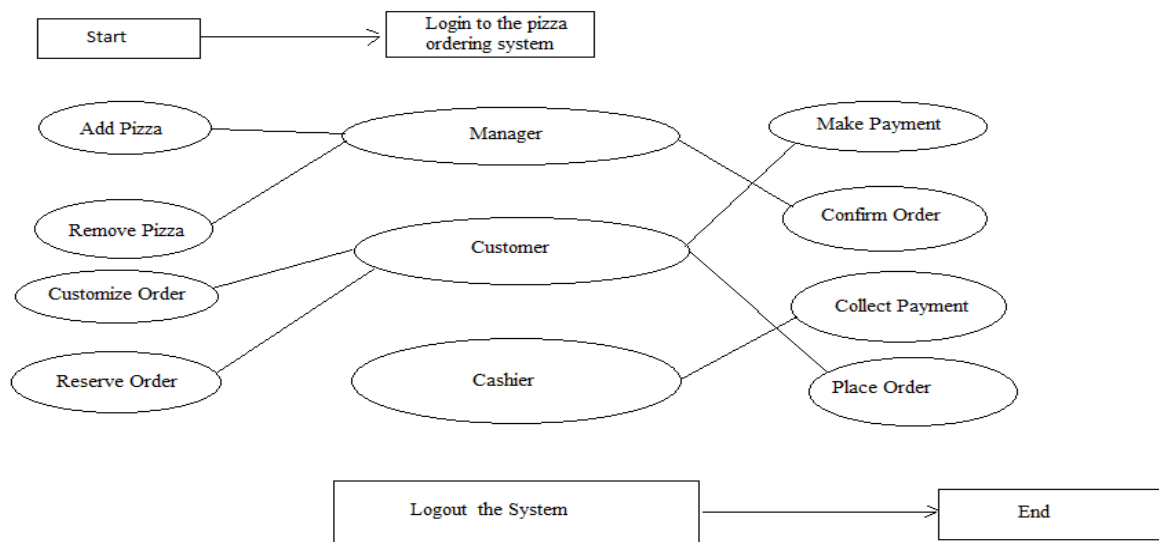 Start
Login to the pizza
ordering system
Add Pizza
Manager
Make Payment
Remove Pizza
Customer
Confirm Order
Customize Order
Collect Payment
Reserve Order
Cashier
Place Order
Logout the System
End